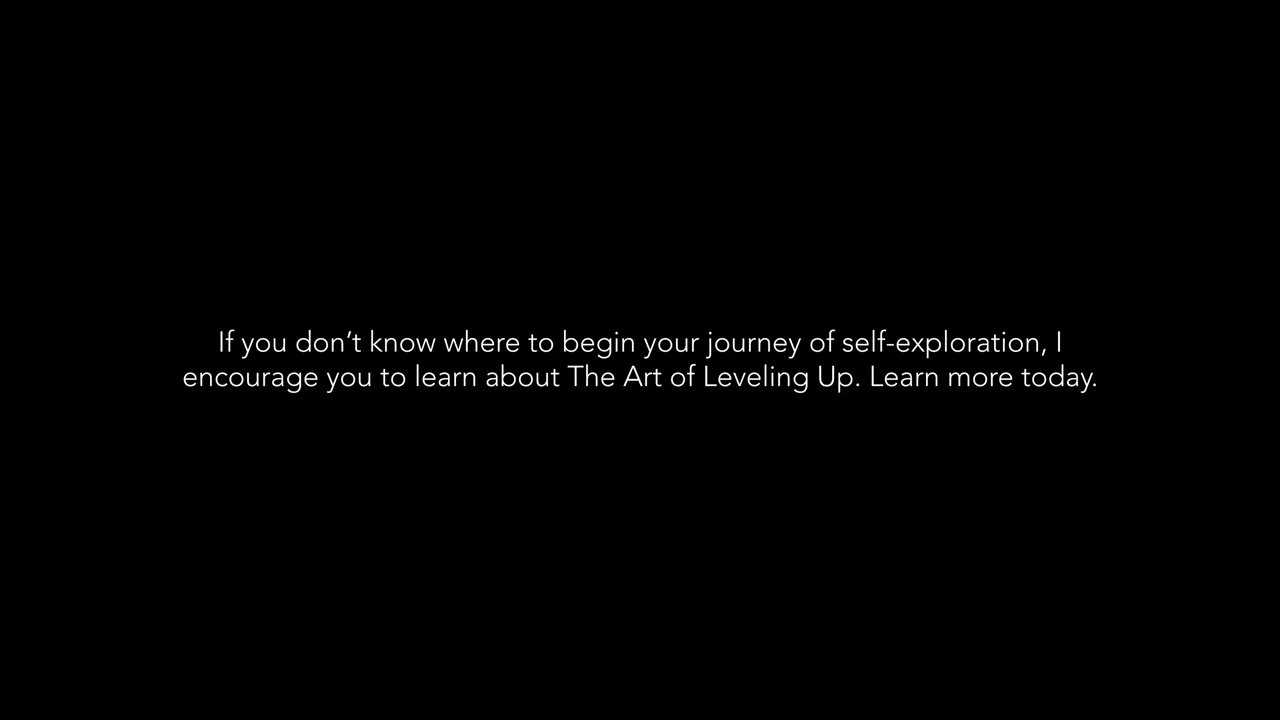 If you don’t know where to begin your journey of self-exploration, I
encourage you to learn about The Art of Leveling Up. Learn more today.